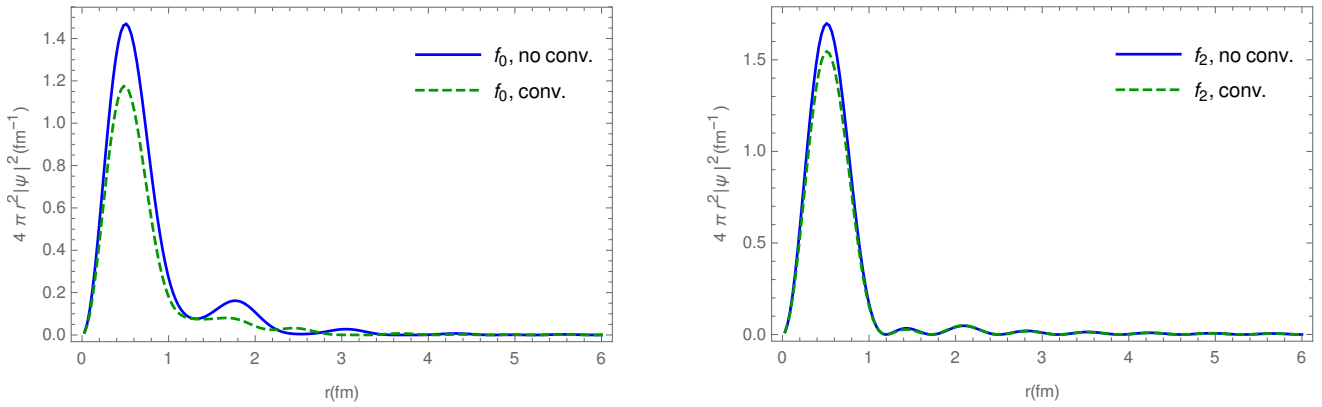 f₀, no conv.
f₀, conv.
4 π r²|ψ|²(fm⁻¹)
1.4
1.2
1.0
0.8
0.6
0.4
0.2
0.0
0 1 2 3 4 5 6
r(fm)
f₂, no conv.
f₂, conv.
4 π r²|ψ|²(fm⁻¹)
1.5
1.0
0.5
0.0
0 1 2 3 4 5 6
r(fm)